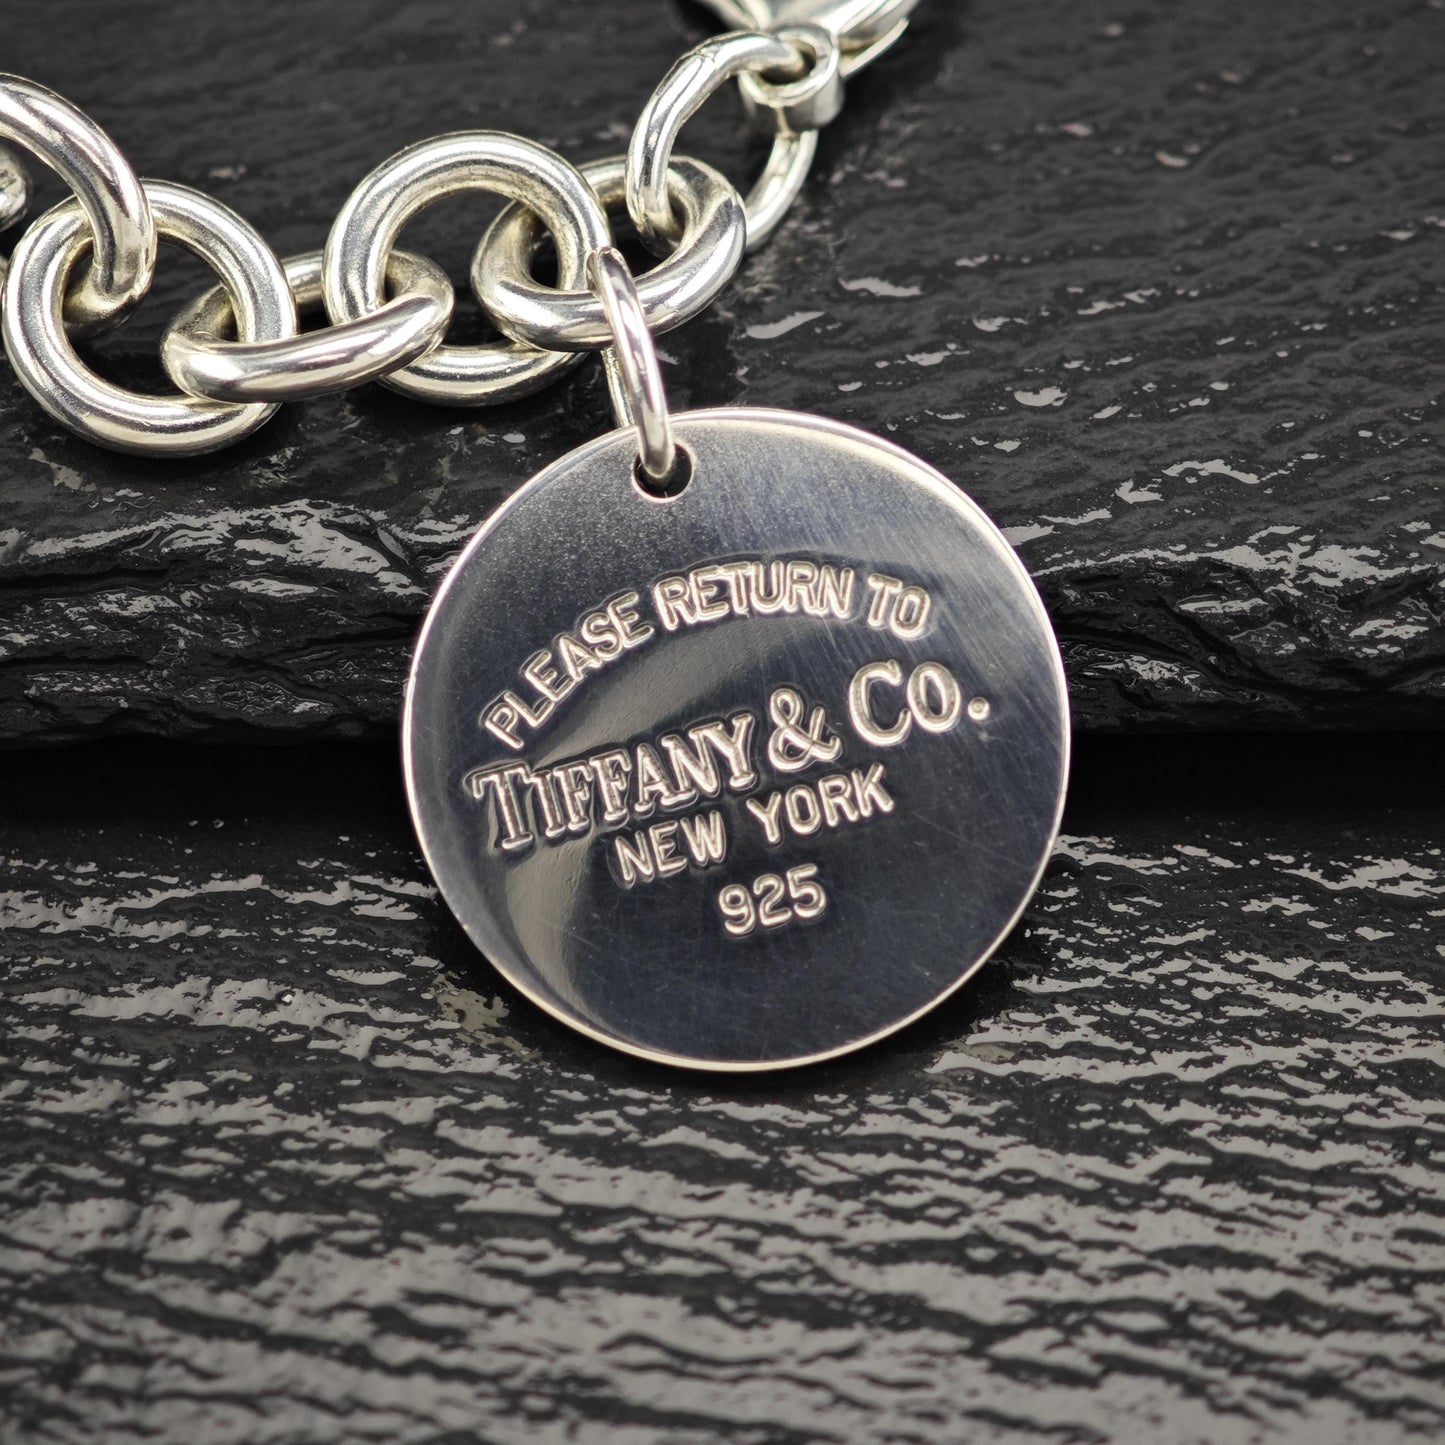 PLEASE RETURN TO
TIFFANY & CO.
NEW YORK
925